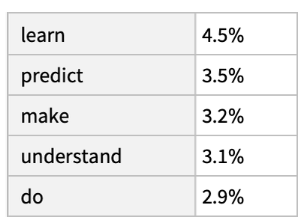 learn 4.5%
predict 3.5%
make 3.2%
understand 3.1%
do 2.9%